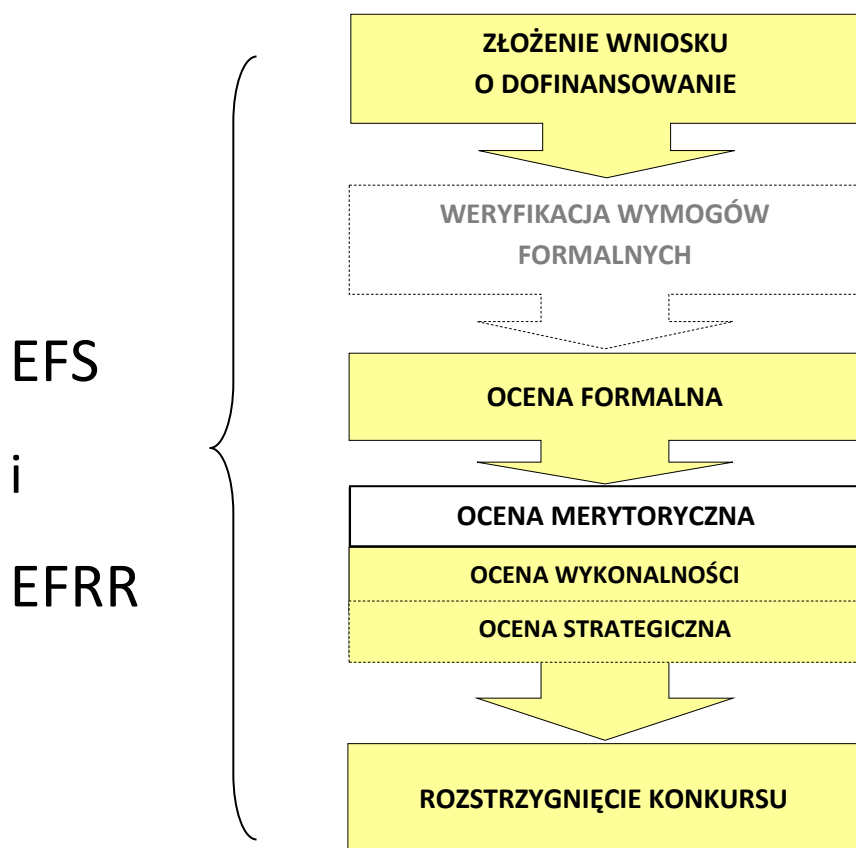 ZŁOŻENIE WNIOSKU
O DOFINANSOWANIE
WERYFIKACJA WYMOGÓW
FORMALNYCH
EFS
i
EFRR
OCENA FORMALNA
OCENA MERYTORYCZNA
OCENA WYKONALNOŚCI
OCENA STRATEGICZNA
ROZSTRZYGNIĘCIE KONKURSU